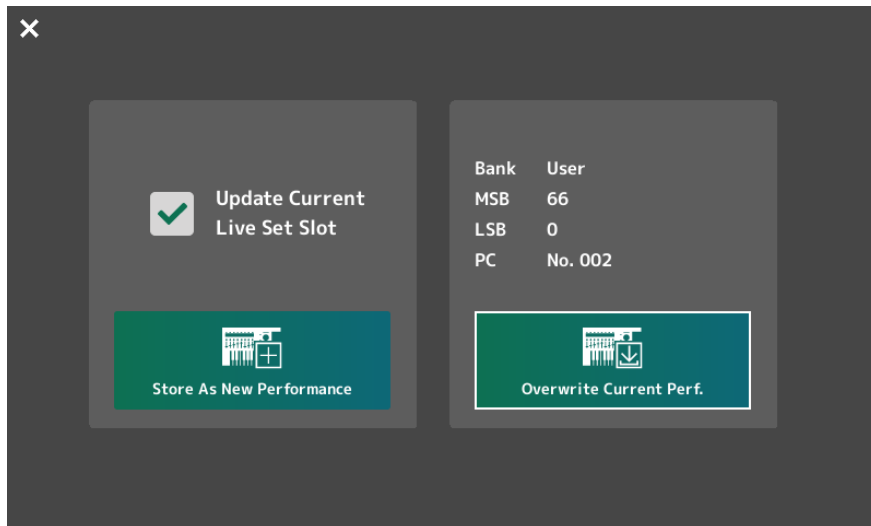 Update Current
Live Set Slot
Store As New Performance
Bank User
MSB 66
LSB 0
PC No. 002
Overwrite Current Perf.